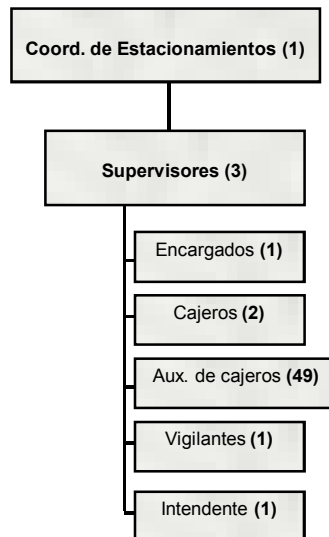 Coord. de Estacionamientos (1)
Supervisores (3)
Encargados (1)
Cajeros (2)
Aux. de cajeros (49)
Vigilantes (1)
Intendente (1)